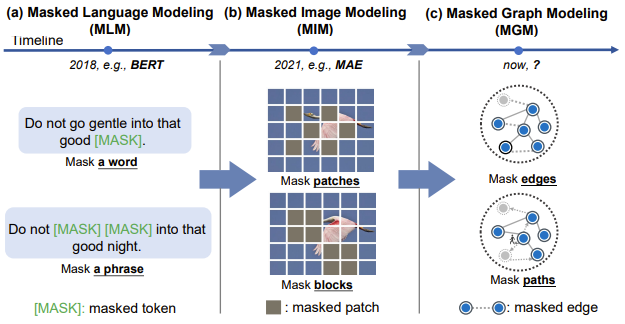 (a) Masked Language Modeling (MLM)
(b) Masked Image Modeling (MIM)
(c) Masked Graph Modeling (MGM)
Timeline
2018, e.g., BERT
2021, e.g., MAE
now, ?
Do not go gentle into that
good [MASK].
Mask a word
Mask patches
Mask edges
Do not [MASK] [MASK] into that
good night.
Mask a phrase
Mask blocks
Mask paths
[MASK]: masked token
: masked patch
: masked edge